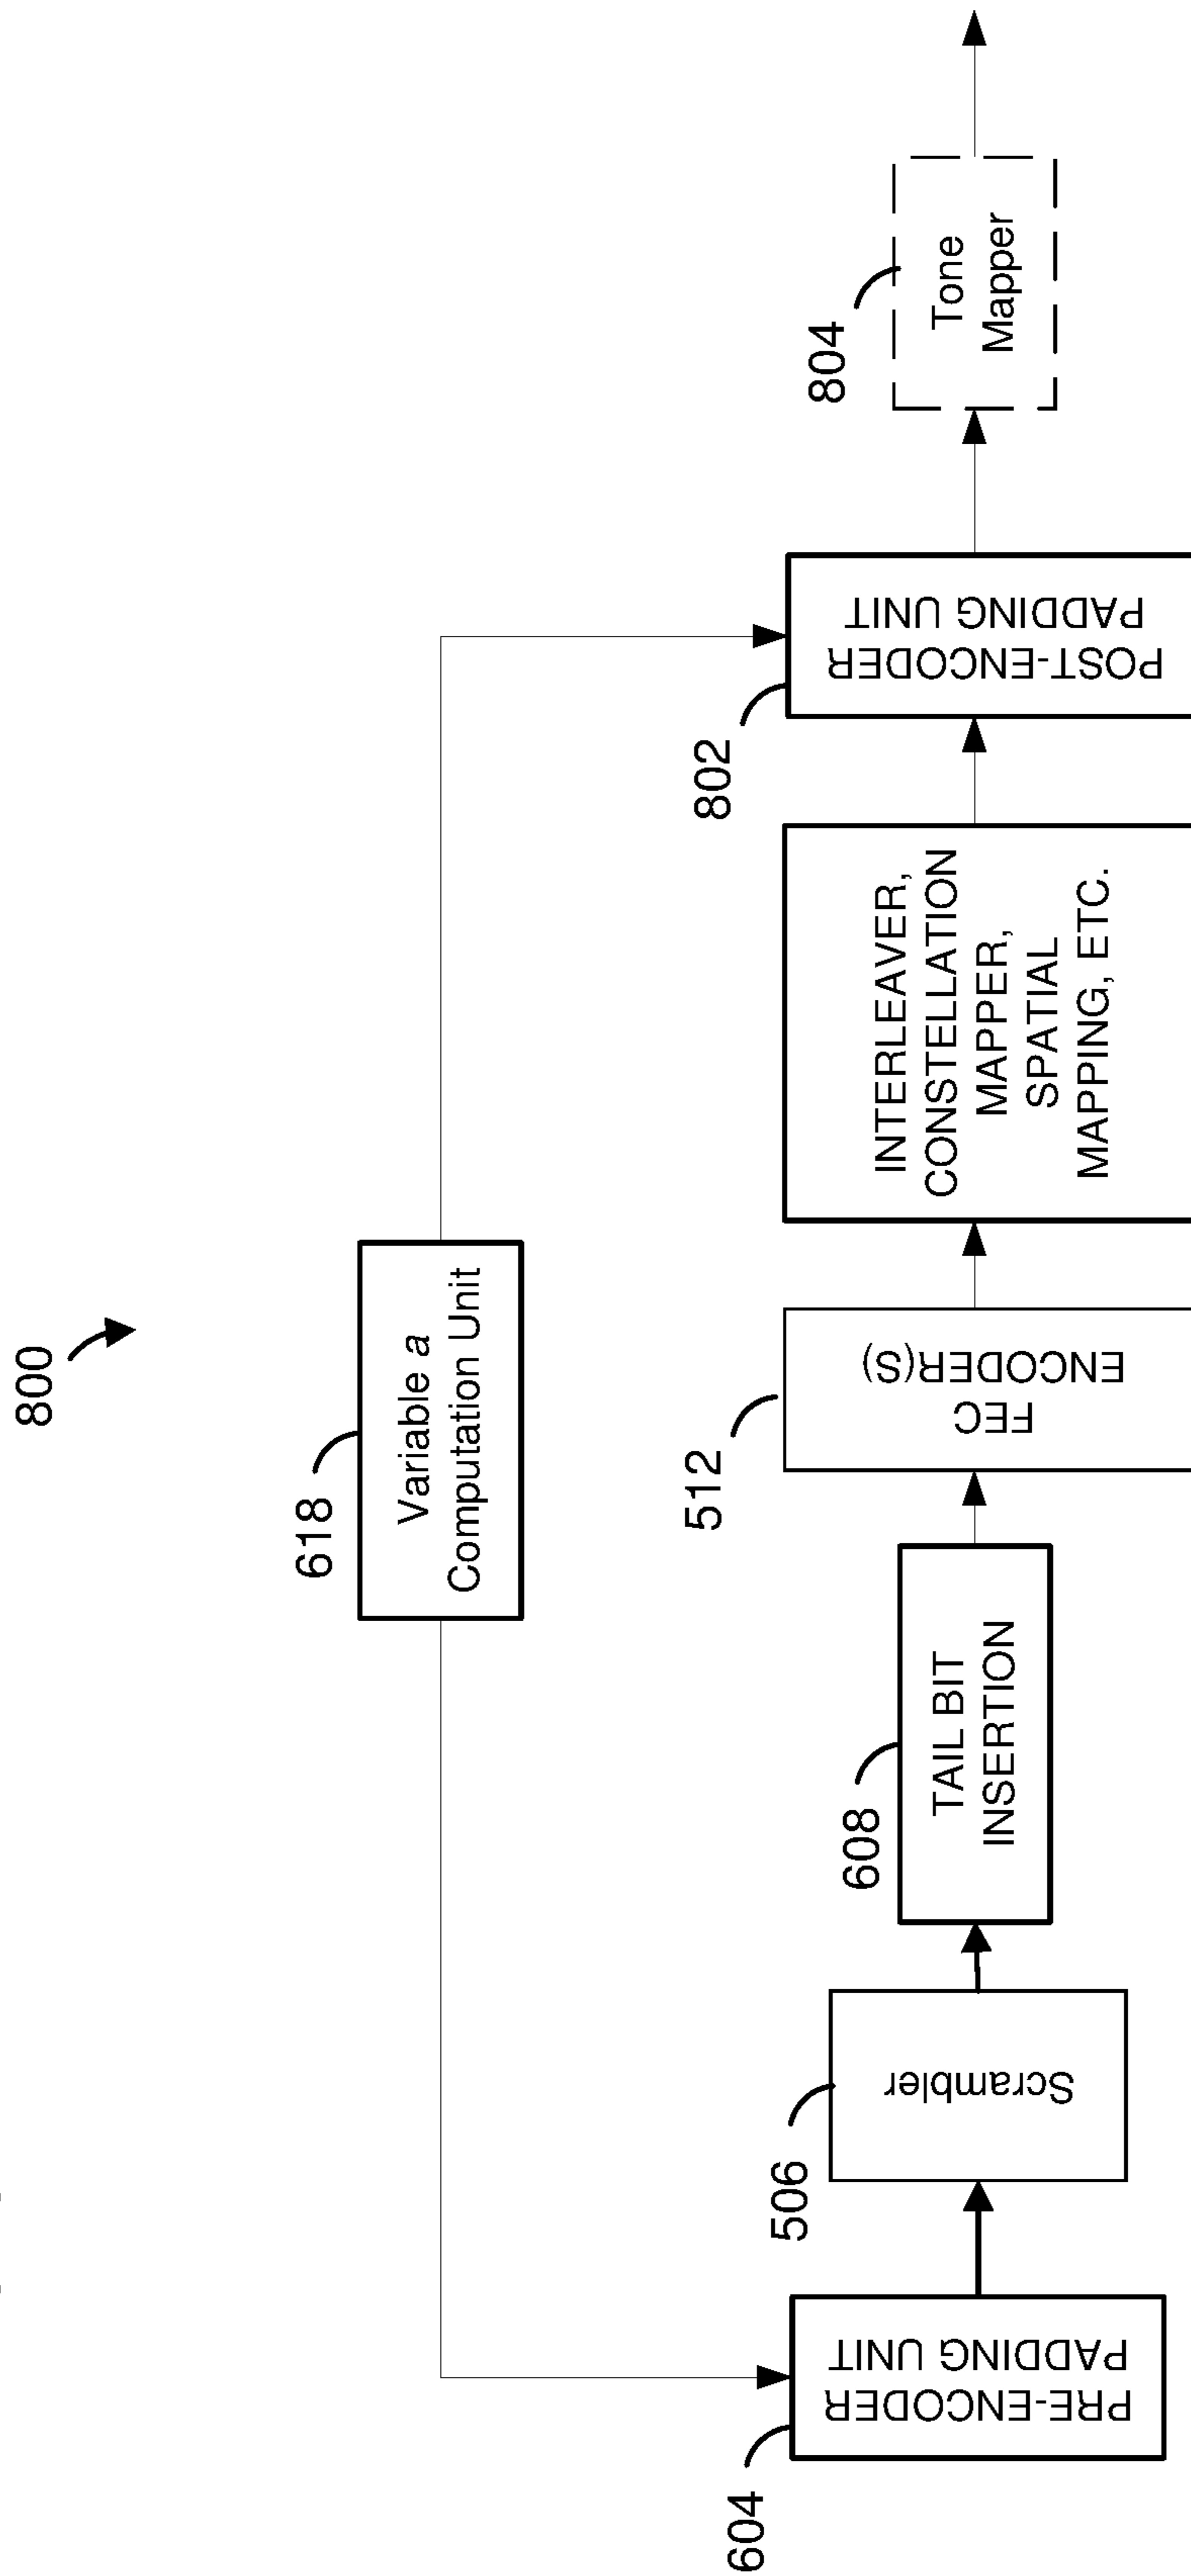 800
618
Variable a
Computation Unit
604
PRE-ENCODER
PADDING UNIT
506
Scrambler
608
TAIL BIT
INSERTION
512
FEC
ENCODER(S)
INTERLEAVER,
CONSTELLATION
MAPPER,
SPATIAL
MAPPING, ETC.
802
POST-ENCODER
PADDING UNIT
804
Tone
Mapper